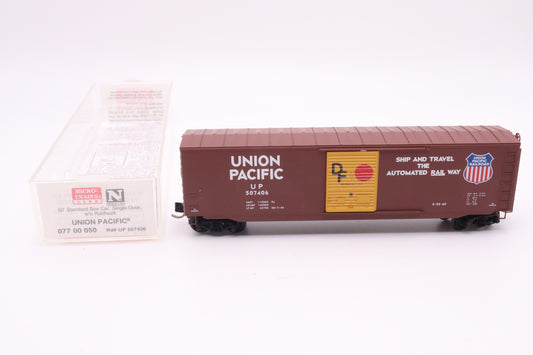 MICRO-
TRAINS
LINE
N
50' Standard Box Car, Single Door,
w/o Roofwalk
UNION PACIFIC®
077 00 050 Rd# UP 507406
UNION
PACIFIC
UP
507406
DF
SHIP AND TRAVEL
THE
AUTOMATED RAIL WAY
UNION
PACIFIC
RAILROAD